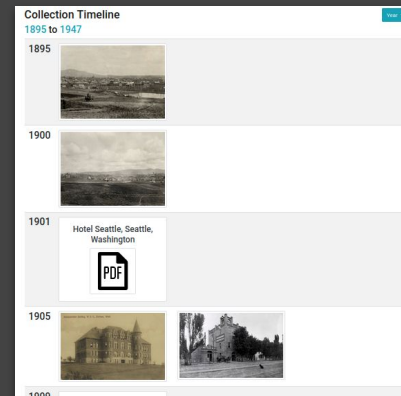 Collection Timeline
Year
1895 to 1947
1895
1900
1901
Hotel Seattle, Seattle,
Washington
PDF
1905